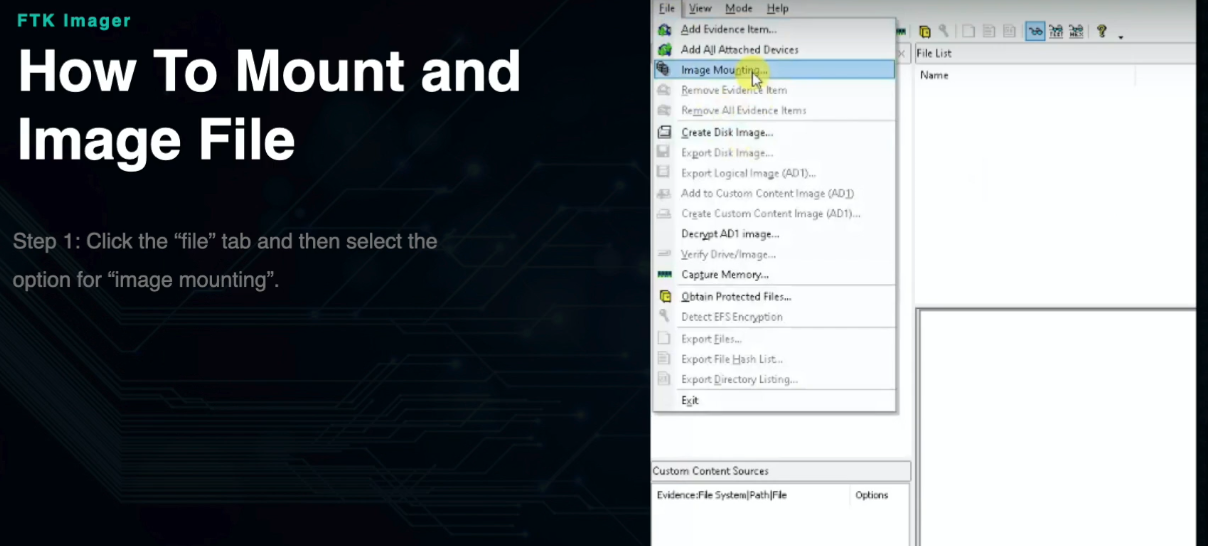 FTK Imager
How To Mount and
Image File
Step 1: Click the “file” tab and then select the
option for “image mounting”.
File View Mode Help
Add Evidence Item...
Add All Attached Devices
Image Mounting...
Remove Evidence Item
Remove All Evidence Items
Create Disk Image...
Export Disk Image...
Export Logical Image (AD1)...
Add to Custom Content Image (AD1)
Create Custom Content Image (AD1)...
Decrypt AD1 image...
Verify Drive/Image...
Capture Memory...
Obtain Protected Files...
Detect EFS Encryption
Export Files...
Export File Hash List...
Export Directory Listing...
Exit
File List
Name
Custom Content Sources
Evidence:File System|Path|File Options